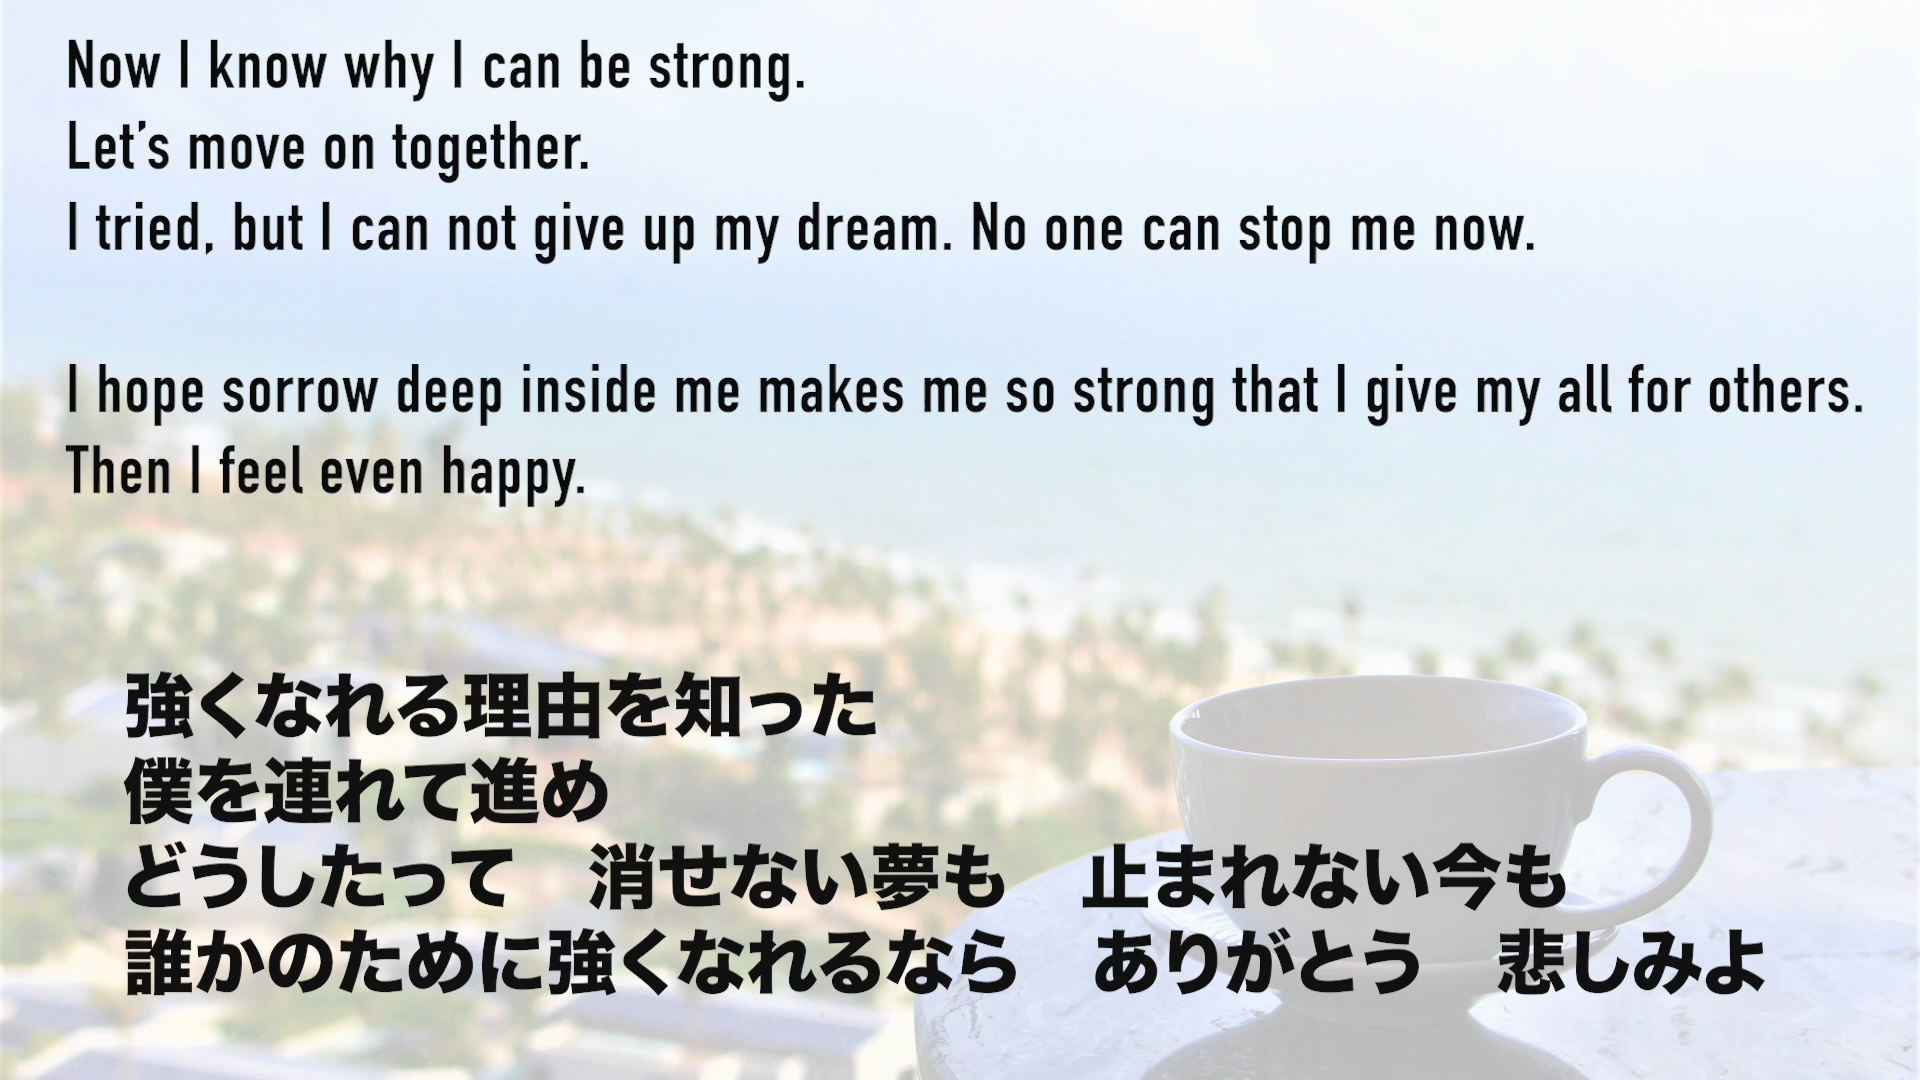 Now I know why I can be strong.
Let's move on together.
I tried, but I can not give up my dream. No one can stop me now.
I hope sorrow deep inside me makes me so strong that I give my all for others.
Then I feel even happy.
強くなれる理由を知った
僕を連れて進め
どうしたって　消せない夢も　止まれない今も
誰かのために強くなれるなら　ありがとう　悲しみよ